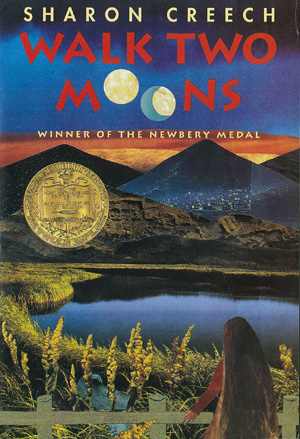 SHARON CREECH
WALK TWO
MOONS
WINNER OF THE NEWBERY MEDAL